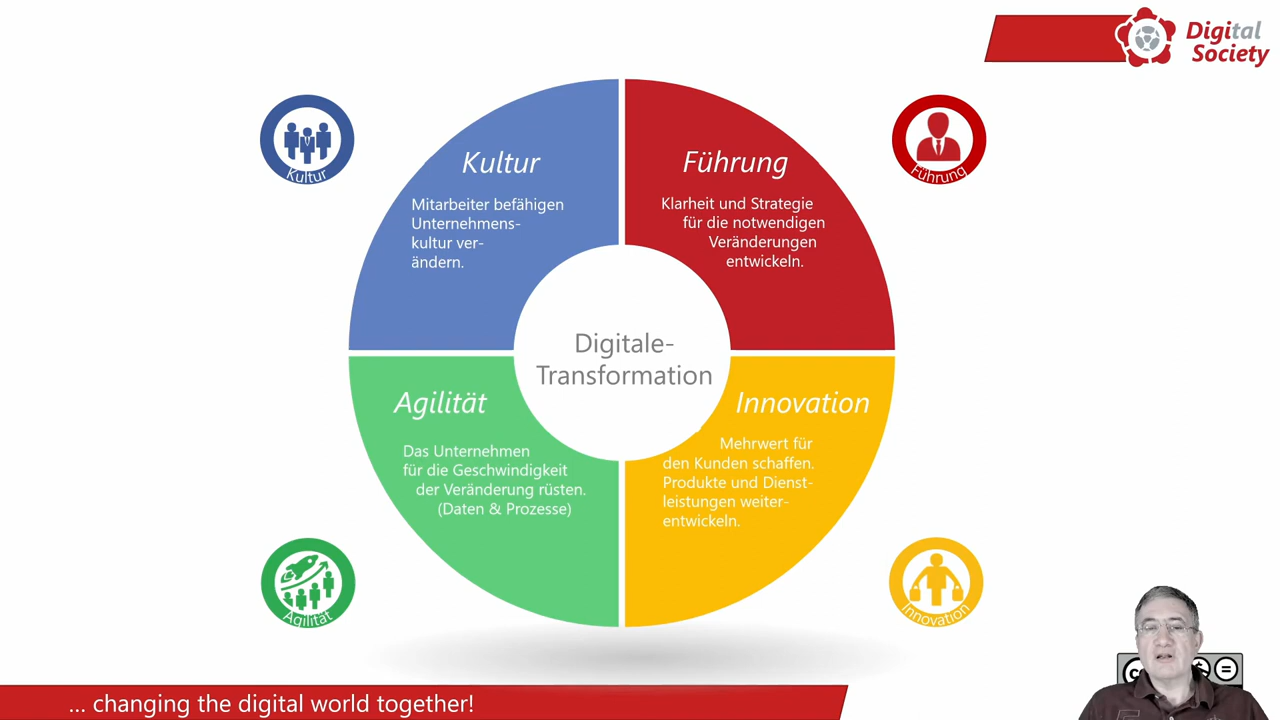 Digital
Society
Kultur
Führung
Kultur
Mitarbeiter befähigen
Unternehmens-
kultur ver-
ändern.
Führung
Klarheit und Strategie
für die notwendigen
Veränderungen
entwickeln.
Digitale-
Transformation
Agilität
Das Unternehmen
für die Geschwindigkeit
der Veränderung rüsten.
(Daten & Prozesse)
Innovation
Mehrwert für
den Kunden schaffen.
Produkte und Dienst-
leistungen weiter-
entwickeln.
Agilität
Innovation
... changing the digital world together!